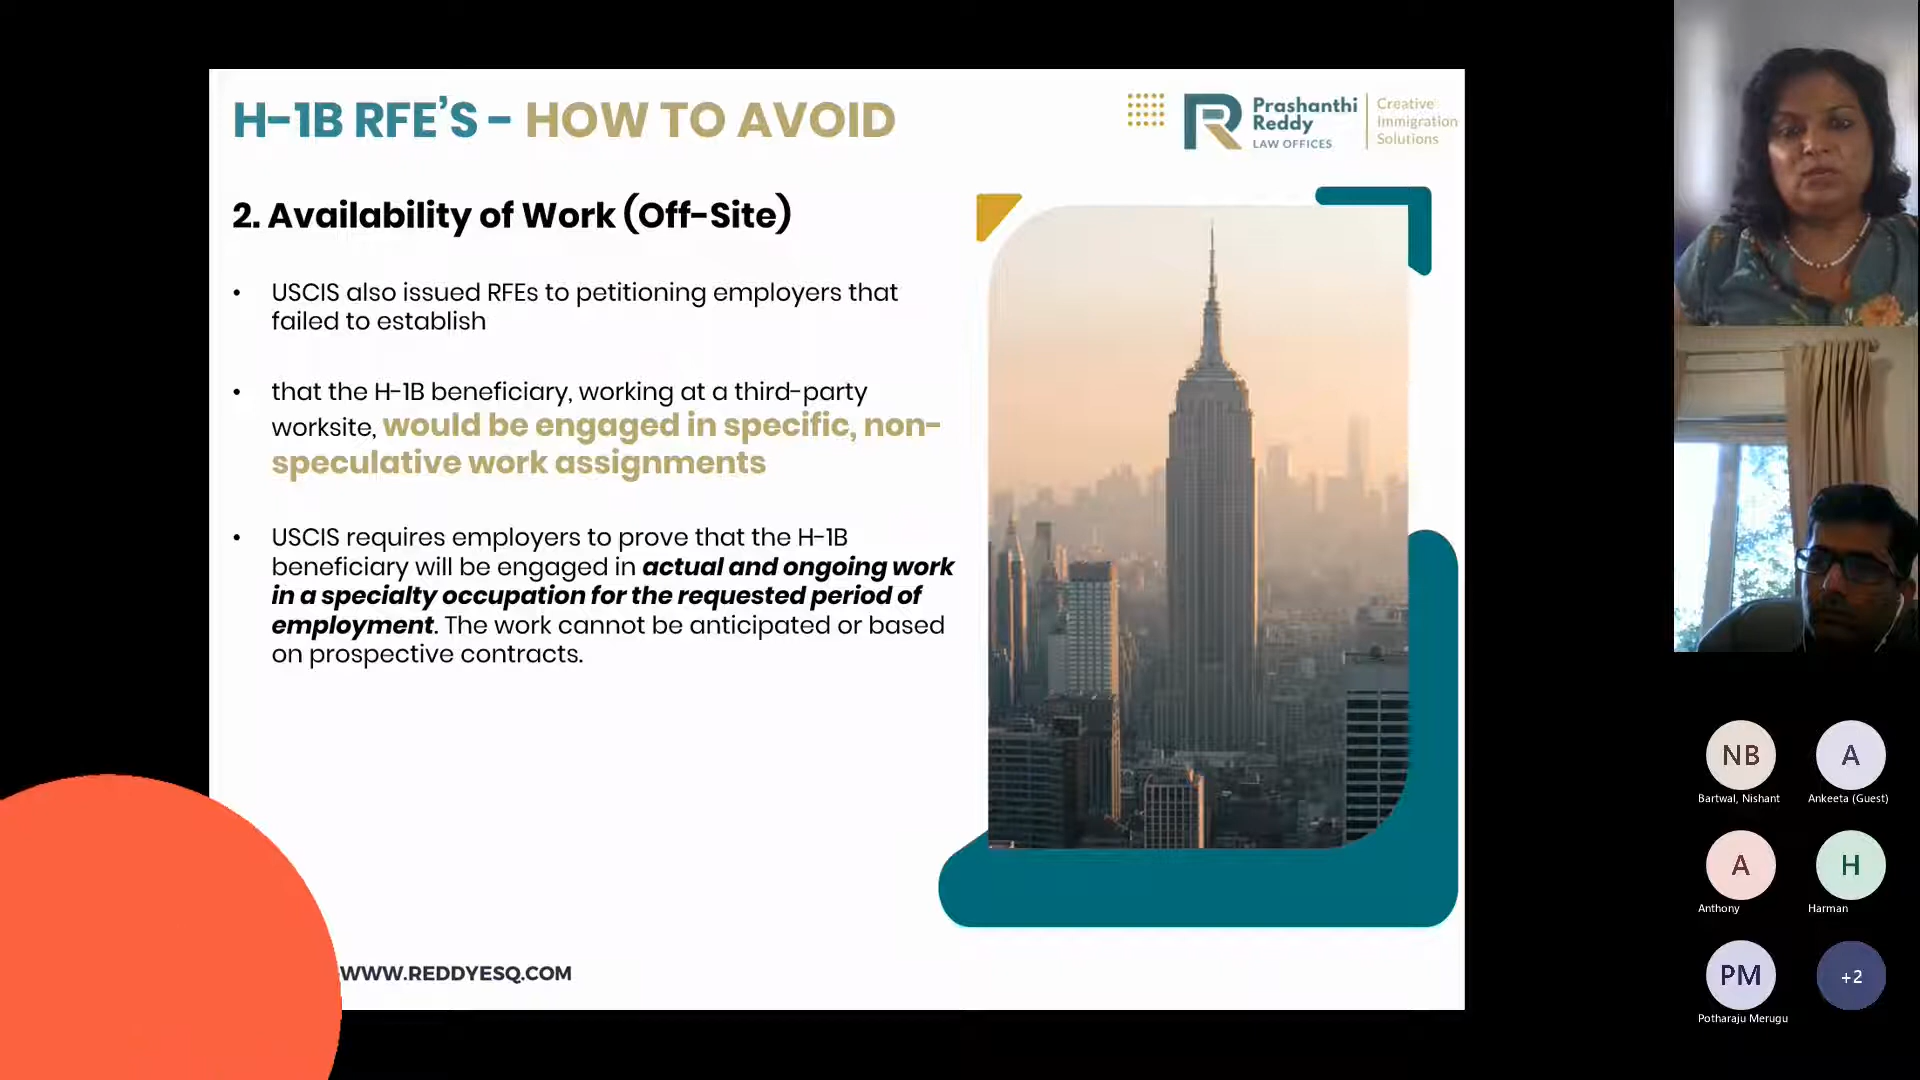 H-1B RFE’S - HOW TO AVOID
Prashanthi
Reddy
LAW OFFICES
Creative
Immigration
Solutions
2. Availability of Work (Off-Site)
• USCIS also issued RFEs to petitioning employers that
failed to establish
• that the H-1B beneficiary, working at a third-party
worksite, would be engaged in specific, non-
speculative work assignments
• USCIS requires employers to prove that the H-1B
beneficiary will be engaged in actual and ongoing work
in a specialty occupation for the requested period of
employment. The work cannot be anticipated or based
on prospective contracts.
WWW.REDDYESQ.COM
NB
Bartwal, Nishant
A
Ankeeta (Guest)
A
Anthony
H
Harman
PM
Potharaju Merugu
+2